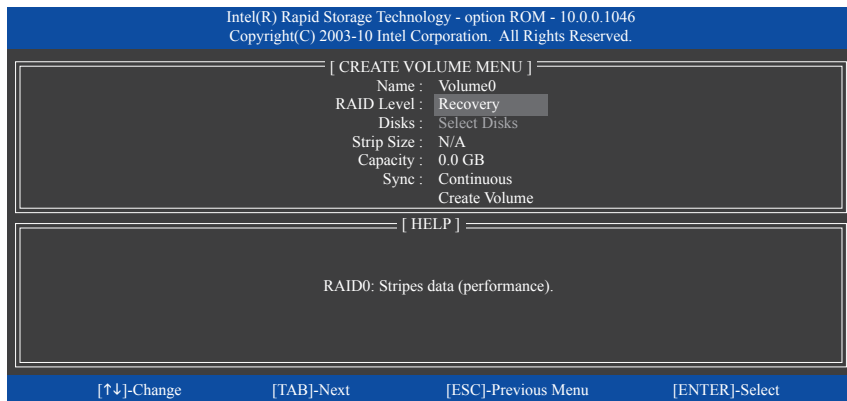 Intel(R) Rapid Storage Technology - option ROM - 10.0.0.1046
Copyright(C) 2003-10 Intel Corporation. All Rights Reserved.
[ CREATE VOLUME MENU ]
Name : Volume0
RAID Level : Recovery
Disks : Select Disks
Strip Size : N/A
Capacity : 0.0 GB
Sync : Continuous
Create Volume
[ HELP ]
RAID0: Stripes data (performance).
[↑↓]-Change [TAB]-Next [ESC]-Previous Menu [ENTER]-Select